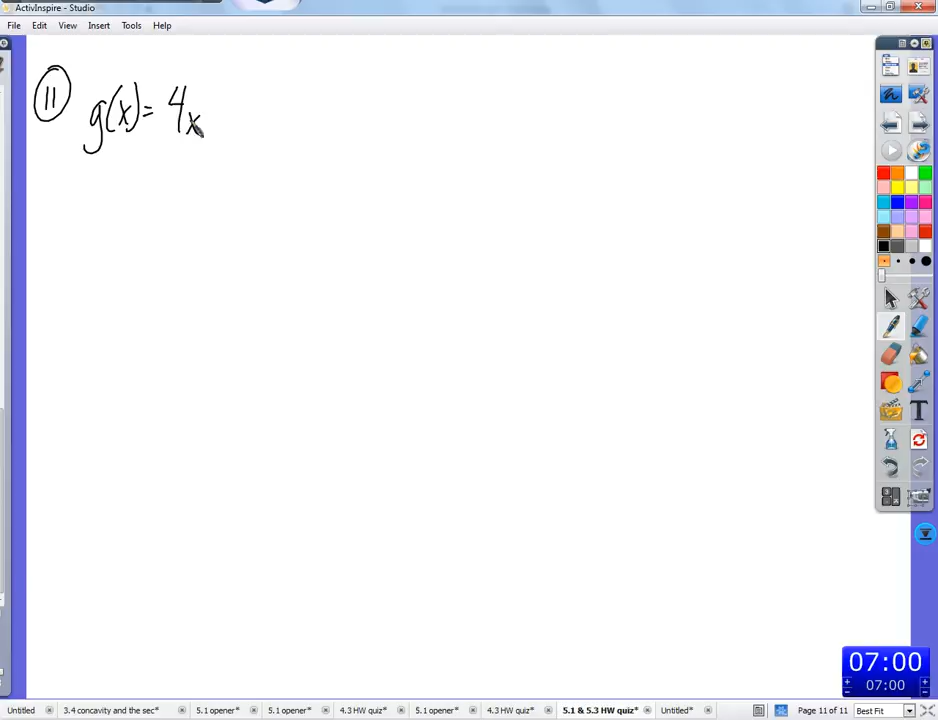 ActivInspire - Studio
File Edit View Insert Tools Help
11 g(x) = 4x
07:00
07:00
Untitled 3.4 concavity and the sec* 5.1 opener* 5.1 opener* 4.3 HW quiz* 5.1 opener* 4.3 HW quiz* 5.1 & 5.3 HW quiz* Untitled* Page 11 of 11 Best Fit